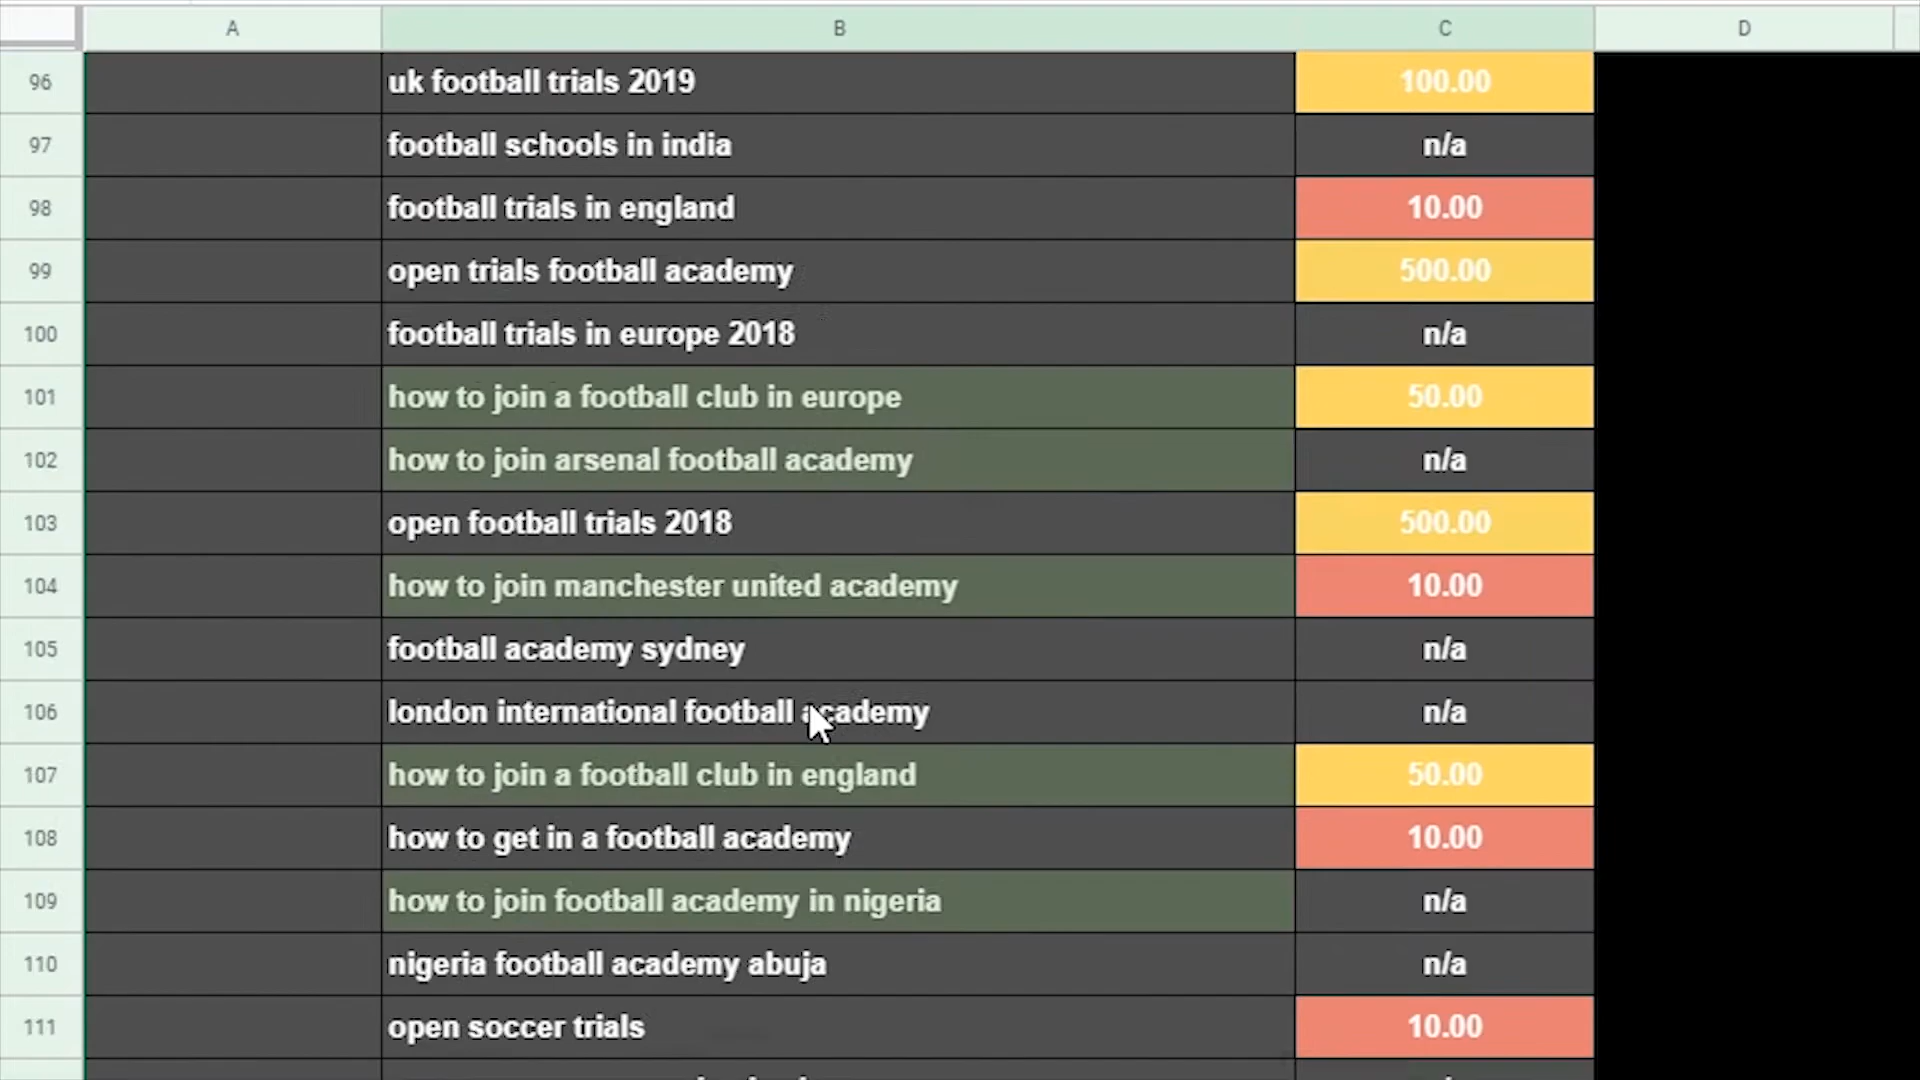 A B C D
96 uk football trials 2019 100.00
97 football schools in india n/a
98 football trials in england 10.00
99 open trials football academy 500.00
100 football trials in europe 2018 n/a
101 how to join a football club in europe 50.00
102 how to join arsenal football academy n/a
103 open football trials 2018 500.00
104 how to join manchester united academy 10.00
105 football academy sydney n/a
106 london international football academy n/a
107 how to join a football club in england 50.00
108 how to get in a football academy 10.00
109 how to join football academy in nigeria n/a
110 nigeria football academy abuja n/a
111 open soccer trials 10.00